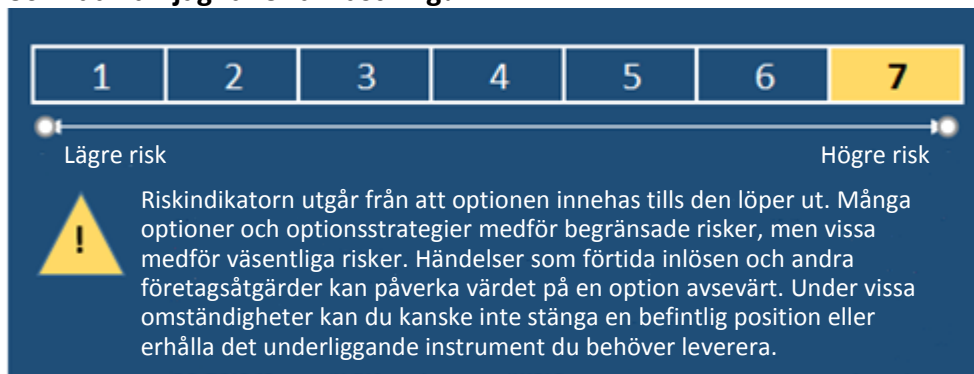 1 2 3 4 5 6 7
Lägre risk Högre risk
Riskindikatorn utgår från att optionen innehas tills den löper ut. Många
! optioner och optionsstrategier medför begränsade risker, men vissa
medför väsentliga risker. Händelser som förtida inlösen och andra
företagsåtgärder kan påverka värdet på en option avsevärt. Under vissa
omständigheter kan du kanske inte stänga en befintlig position eller
erhålla det underliggande instrument du behöver leverera.